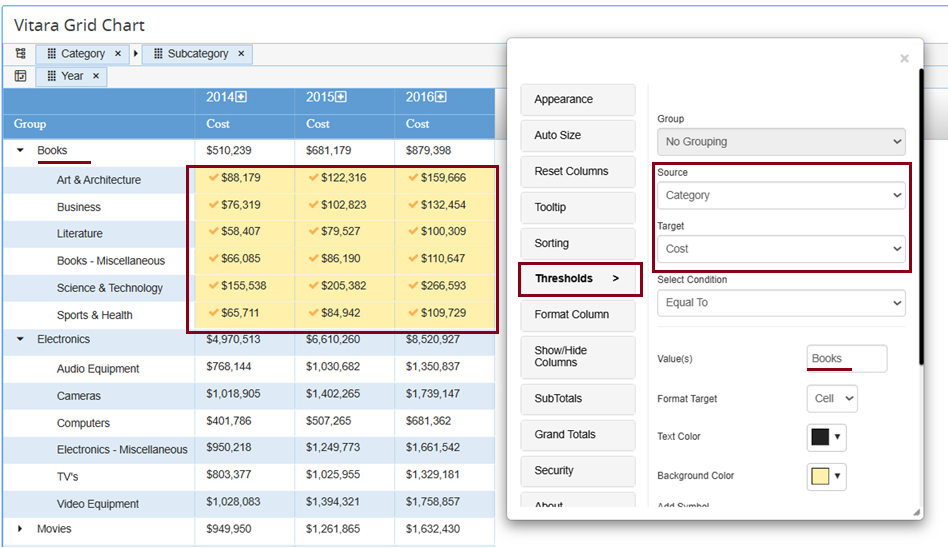 Vitara Grid Chart
Category × Subcategory ×
Year ×
2014 2015 2016
Group Cost Cost Cost
Books $510,239 $681,179 $879,398
Art & Architecture $88,179 $122,316 $159,666
Business $76,319 $102,823 $132,454
Literature $58,407 $79,527 $100,309
Books - Miscellaneous $66,085 $86,190 $110,647
Science & Technology $155,538 $205,382 $266,593
Sports & Health $65,711 $84,942 $109,729
Electronics $4,970,513 $6,610,260 $8,520,927
Audio Equipment $768,144 $1,030,682 $1,350,837
Cameras $1,018,905 $1,402,265 $1,739,147
Computers $401,786 $507,265 $681,362
Electronics - Miscellaneous $950,218 $1,249,773 $1,661,542
TV's $803,377 $1,025,955 $1,329,181
Video Equipment $1,028,083 $1,394,321 $1,758,857
Movies $949,950 $1,261,865 $1,632,430
×
Appearance
Auto Size
Reset Columns
Tooltip
Sorting
Thresholds >
Format Column
Show/Hide
Columns
SubTotals
Grand Totals
Security
About
Group
No Grouping
Source
Category
Target
Cost
Select Condition
Equal To
Value(s) Books
Format Target Cell
Text Color
Background Color
Add Symbol